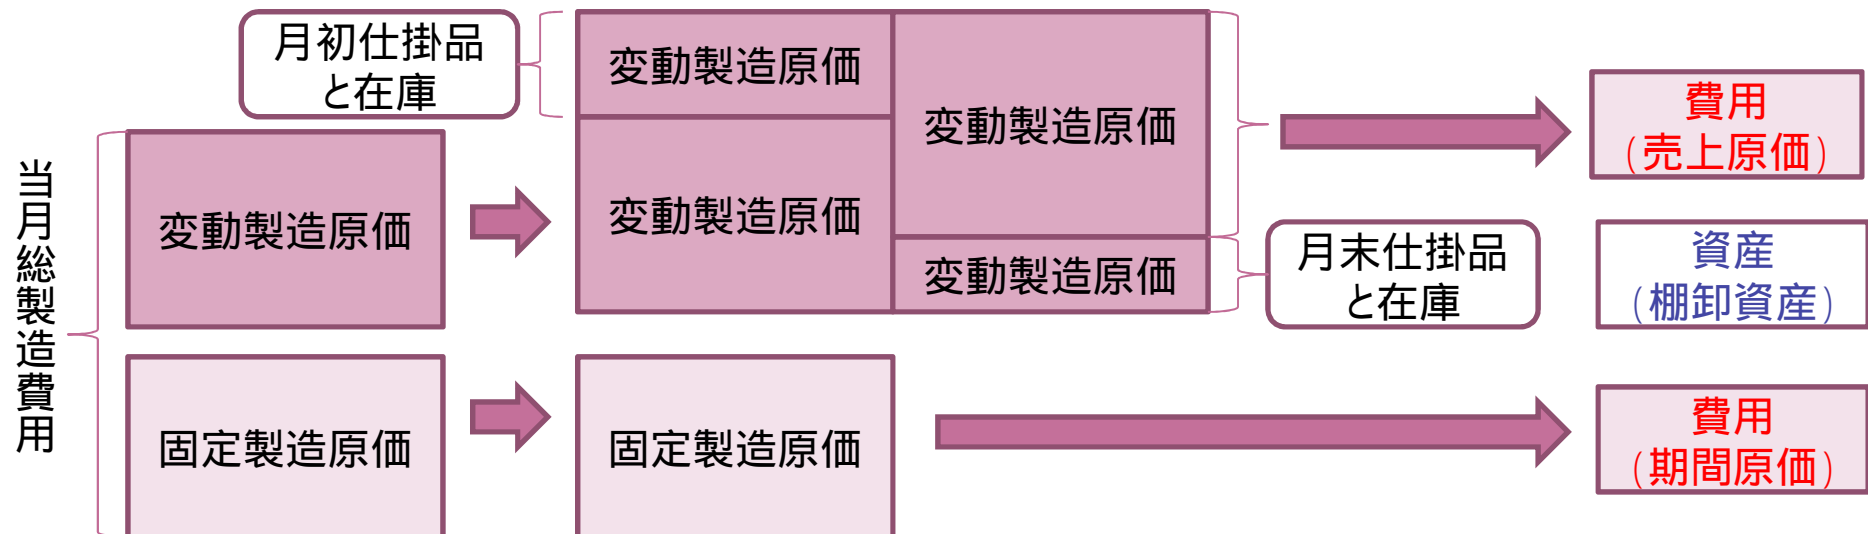 月初仕掛品
と在庫
変動製造原価
変動製造原価
費用
(売上原価)
当月総製造費用
変動製造原価
変動製造原価
変動製造原価
月末仕掛品
と在庫
資産
(棚卸資産)
固定製造原価
固定製造原価
費用
(期間原価)